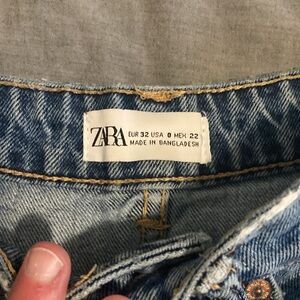 ZARA
EUR 32 USA 0 MEX 22
MADE IN BANGLADESH